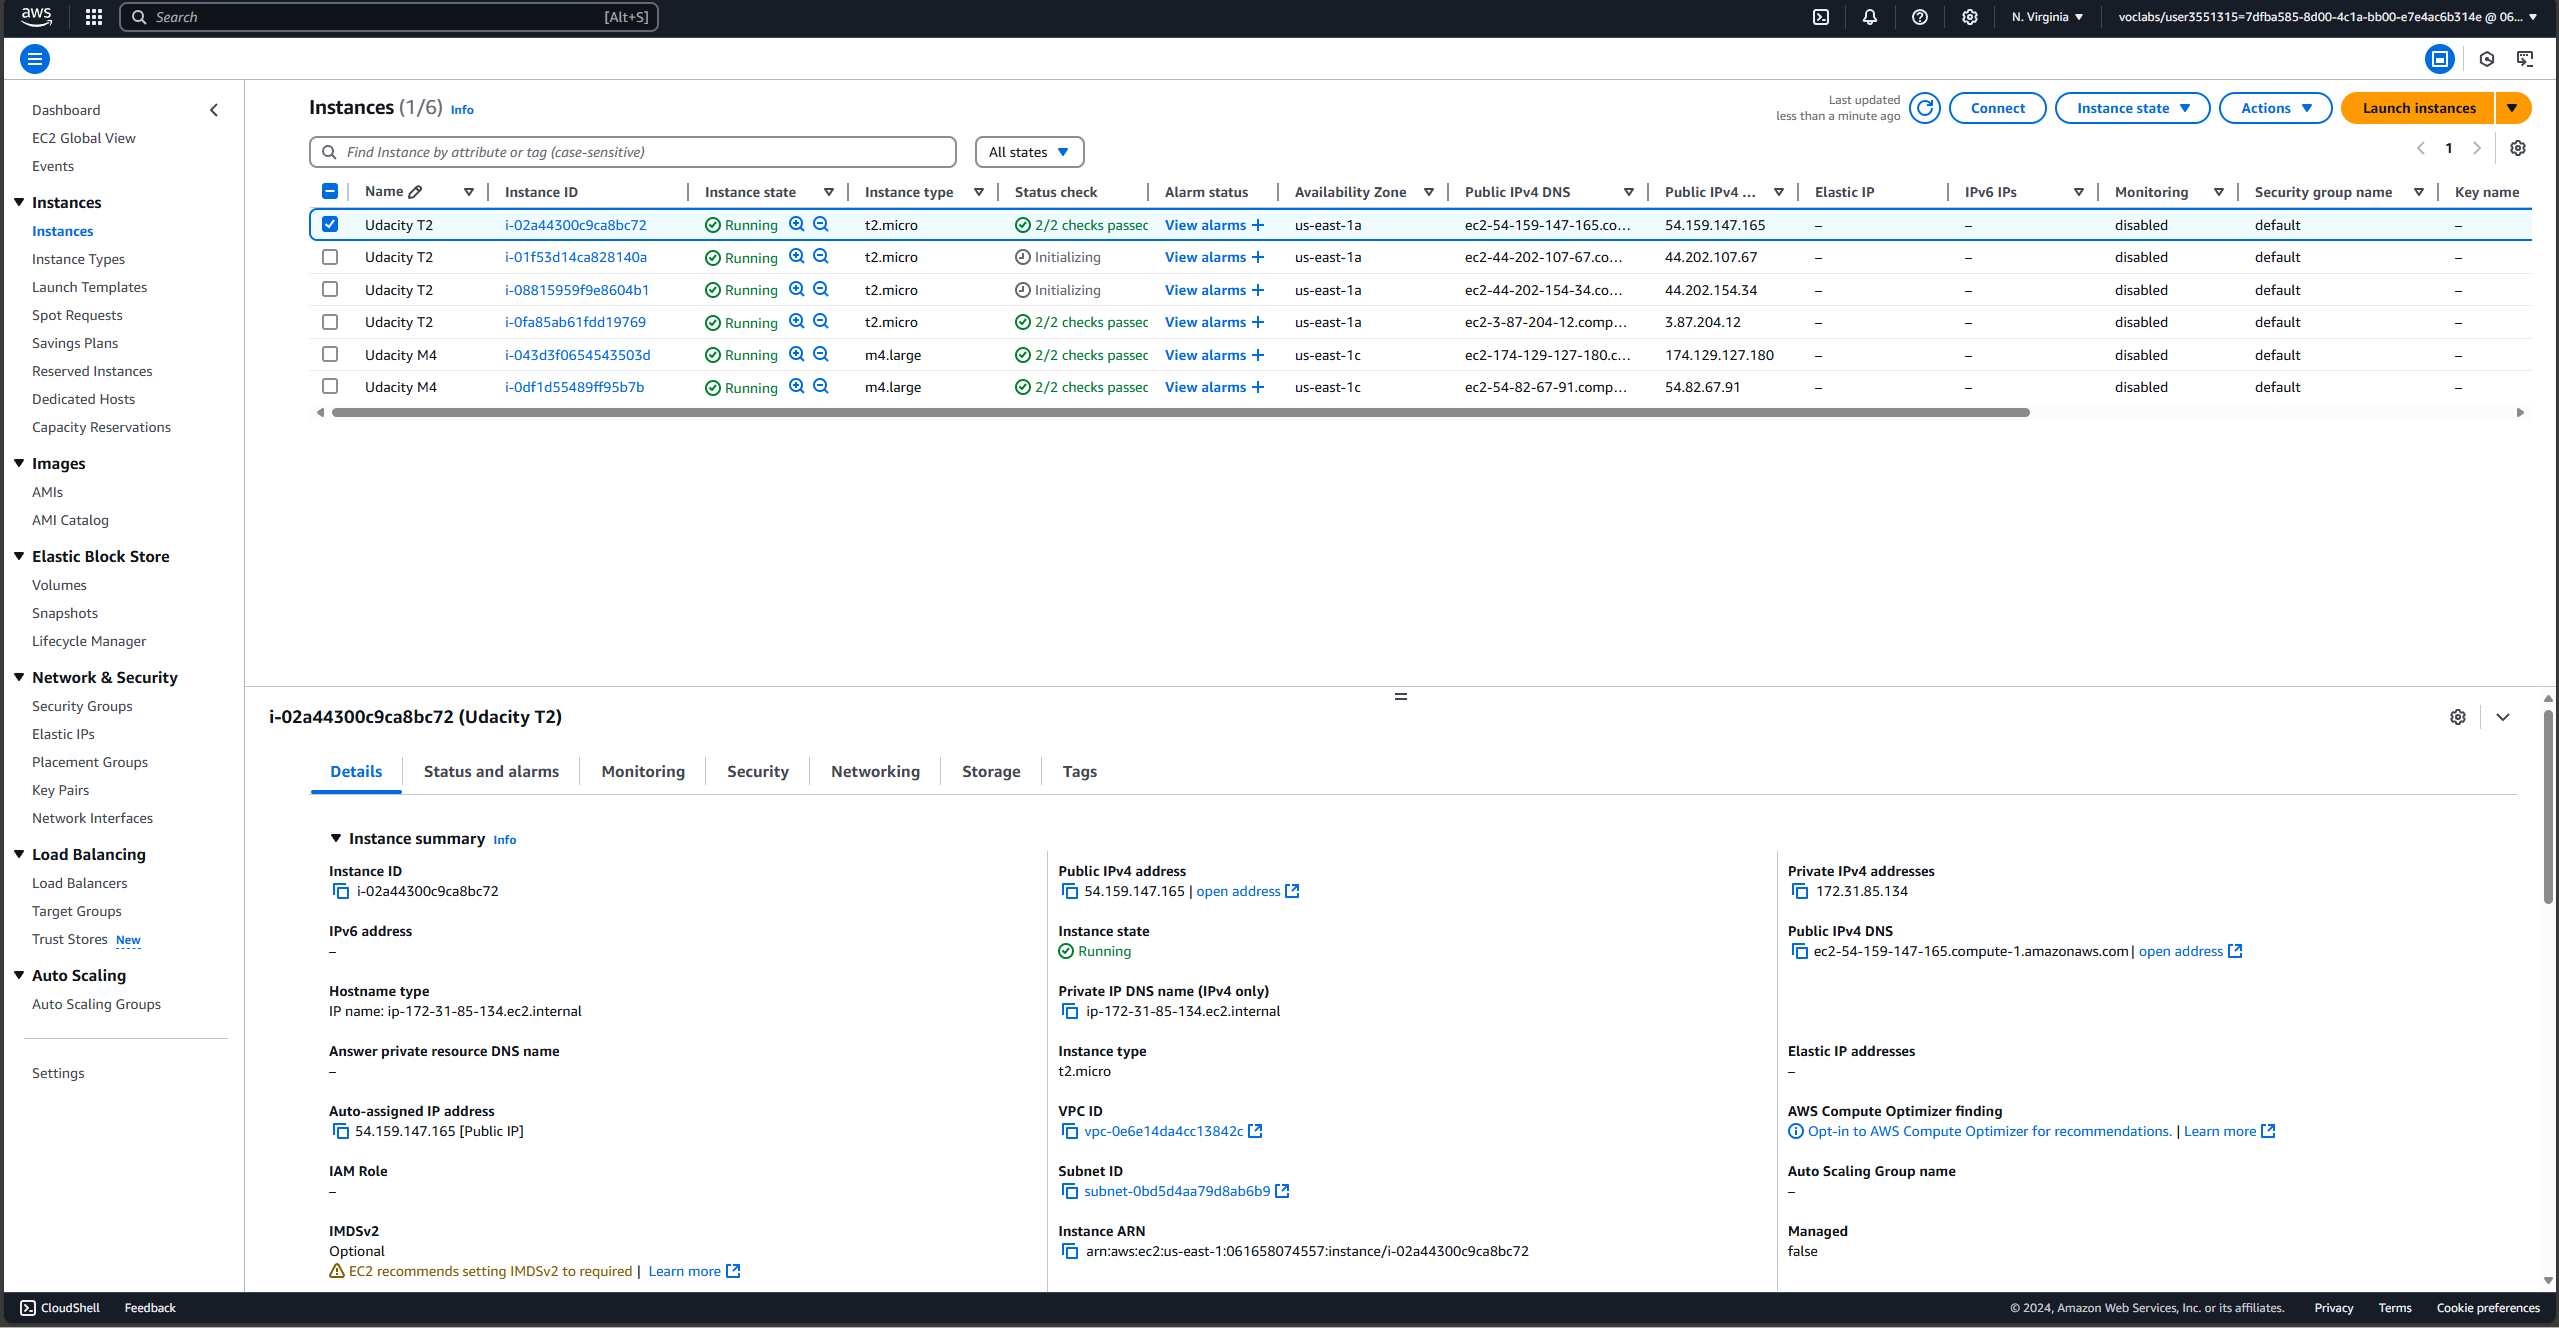 aws
Search [Alt+S]
N. Virginia
voclabs/user3551315=7dfba585-8d00-4c1a-bb00-e7e4ac6b314e @ 06...
Dashboard
EC2 Global View
Events
Instances
Instances
Instance Types
Launch Templates
Spot Requests
Savings Plans
Reserved Instances
Dedicated Hosts
Capacity Reservations
Images
AMIs
AMI Catalog
Elastic Block Store
Volumes
Snapshots
Lifecycle Manager
Network & Security
Security Groups
Elastic IPs
Placement Groups
Key Pairs
Network Interfaces
Load Balancing
Load Balancers
Target Groups
Trust Stores New
Auto Scaling
Auto Scaling Groups
Settings
Instances (1/6) Info
Last updated
less than a minute ago
Connect
Instance state
Actions
Launch instances
Find Instance by attribute or tag (case-sensitive)
All states
1
Name Instance ID Instance state Instance type Status check Alarm status Availability Zone Public IPv4 DNS Public IPv4 ... Elastic IP IPv6 IPs Monitoring Security group name Key name
Udacity T2 i-02a44300c9ca8bc72 Running t2.micro 2/2 checks passec View alarms + us-east-1a ec2-54-159-147-165.co... 54.159.147.165 – – disabled default –
Udacity T2 i-01f53d14ca828140a Running t2.micro Initializing View alarms + us-east-1a ec2-44-202-107-67.co... 44.202.107.67 – – disabled default –
Udacity T2 i-08815959f9e8604b1 Running t2.micro Initializing View alarms + us-east-1a ec2-44-202-154-34.co... 44.202.154.34 – – disabled default –
Udacity T2 i-0fa85ab61fdd19769 Running t2.micro 2/2 checks passec View alarms + us-east-1a ec2-3-87-204-12.comp... 3.87.204.12 – – disabled default –
Udacity M4 i-043d3f0654543503d Running m4.large 2/2 checks passec View alarms + us-east-1c ec2-174-129-127-180.c... 174.129.127.180 – – disabled default –
Udacity M4 i-0df1d55489ff95b7b Running m4.large 2/2 checks passec View alarms + us-east-1c ec2-54-82-67-91.comp... 54.82.67.91 – – disabled default –
i-02a44300c9ca8bc72 (Udacity T2)
Details Status and alarms Monitoring Security Networking Storage Tags
Instance summary Info
Instance ID
i-02a44300c9ca8bc72
Public IPv4 address
54.159.147.165 | open address
Private IPv4 addresses
172.31.85.134
IPv6 address
–
Instance state
Running
Public IPv4 DNS
ec2-54-159-147-165.compute-1.amazonaws.com | open address
Hostname type
IP name: ip-172-31-85-134.ec2.internal
Private IP DNS name (IPv4 only)
ip-172-31-85-134.ec2.internal
Answer private resource DNS name
–
Instance type
t2.micro
Elastic IP addresses
–
Auto-assigned IP address
54.159.147.165 [Public IP]
VPC ID
vpc-0e6e14da4cc13842c
AWS Compute Optimizer finding
Opt-in to AWS Compute Optimizer for recommendations. | Learn more
IAM Role
–
Subnet ID
subnet-0bd5d4aa79d8ab6b9
Auto Scaling Group name
–
IMDSv2
Optional
EC2 recommends setting IMDSv2 to required | Learn more
Instance ARN
arn:aws:ec2:us-east-1:061658074557:instance/i-02a44300c9ca8bc72
Managed
false
CloudShell Feedback
© 2024, Amazon Web Services, Inc. or its affiliates. Privacy Terms Cookie preferences